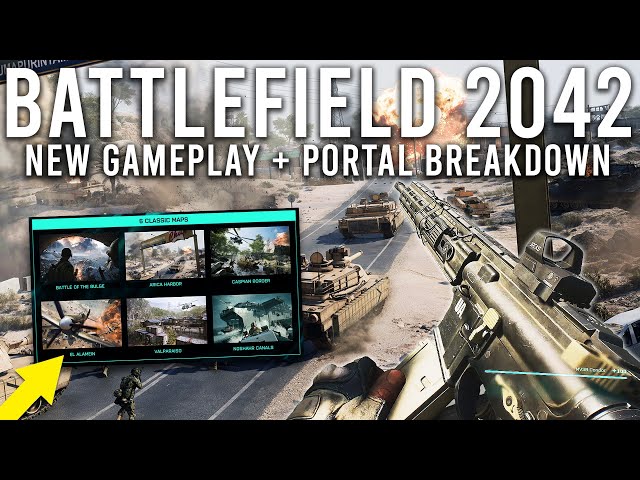 BATTLEFIELD 2042
NEW GAMEPLAY + PORTAL BREAKDOWN
6 CLASSIC MAPS
BATTLE OF THE BULGE
ARICA HARBOR
CASPIAN BORDER
EL ALAMEIN
VALPARAISO
NOSHAHR CANALS